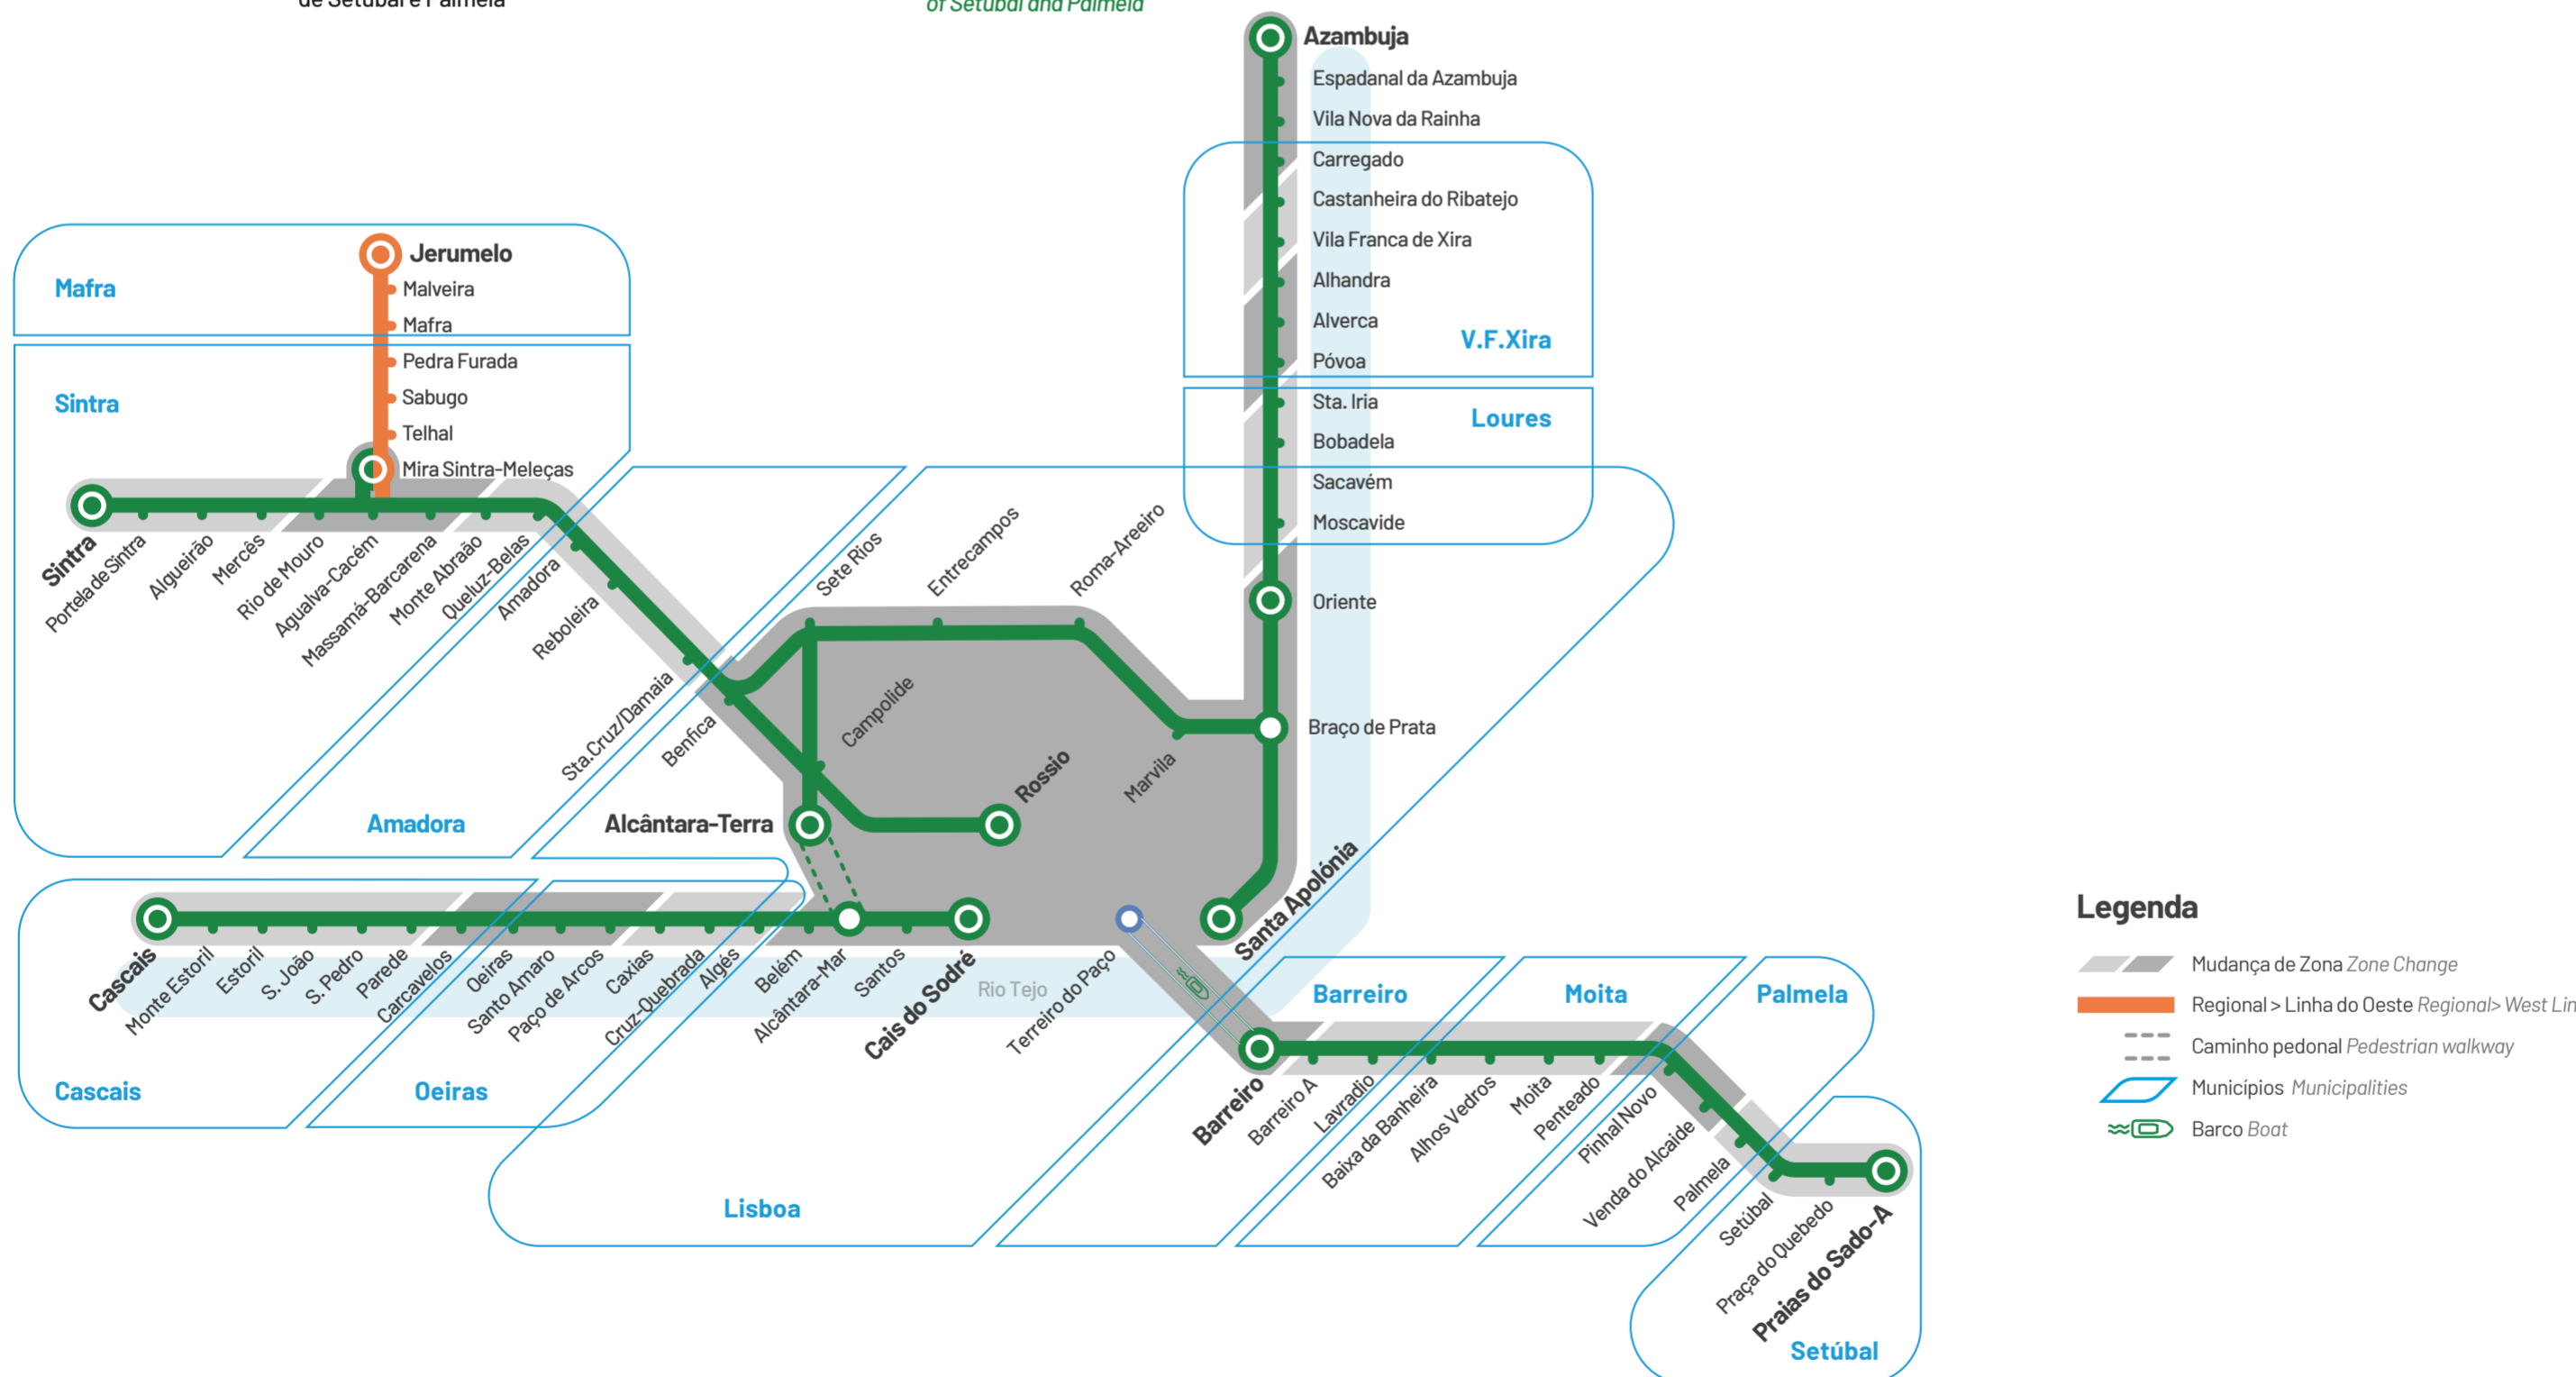 de Setúbal e Palmela
of Setúbal and Palmela
Azambuja
Espadanal da Azambuja
Vila Nova da Rainha
Carregado
Castanheira do Ribatejo
Vila Franca de Xira
Alhandra
Alverca
Póvoa
V.F.Xira
Sta. Iria
Loures
Bobadela
Sacavém
Moscavide
Oriente
Braço de Prata
Santa Apolónia
Mafra
Jerumelo
Malveira
Mafra
Pedra Furada
Sintra
Sabugo
Telhal
Mira Sintra-Meleças
Sintra
Portela de Sintra
Algueirão
Mercês
Rio de Mouro
Agualva-Cacém
Massamá-Barcarena
Monte Abraão
Queluz-Belas
Amadora
Reboleira
Sta.Cruz/Damaia
Benfica
Sete Rios
Entrecampos
Roma-Areeiro
Campolide
Marvila
Rossio
Amadora
Alcântara-Terra
Cascais
Monte Estoril
Estoril
S. João
S. Pedro
Parede
Carcavelos
Oeiras
Santo Amaro
Paço de Arcos
Caxias
Cruz-Quebrada
Algés
Belém
Alcântara-Mar
Santos
Cais do Sodré
Rio Tejo
Terreiro do Paço
Cascais
Oeiras
Lisboa
Barreiro
Moita
Palmela
Barreiro
Barreiro A
Lavradio
Baixa da Banheira
Alhos Vedros
Moita
Penteado
Pinhal Novo
Venda do Alcaide
Palmela
Setúbal
Praça do Quebedo
Praias do Sado-A
Setúbal
Legenda
Mudança de Zona Zone Change
Regional > Linha do Oeste Regional> West Lin
Caminho pedonal Pedestrian walkway
Municípios Municipalities
Barco Boat